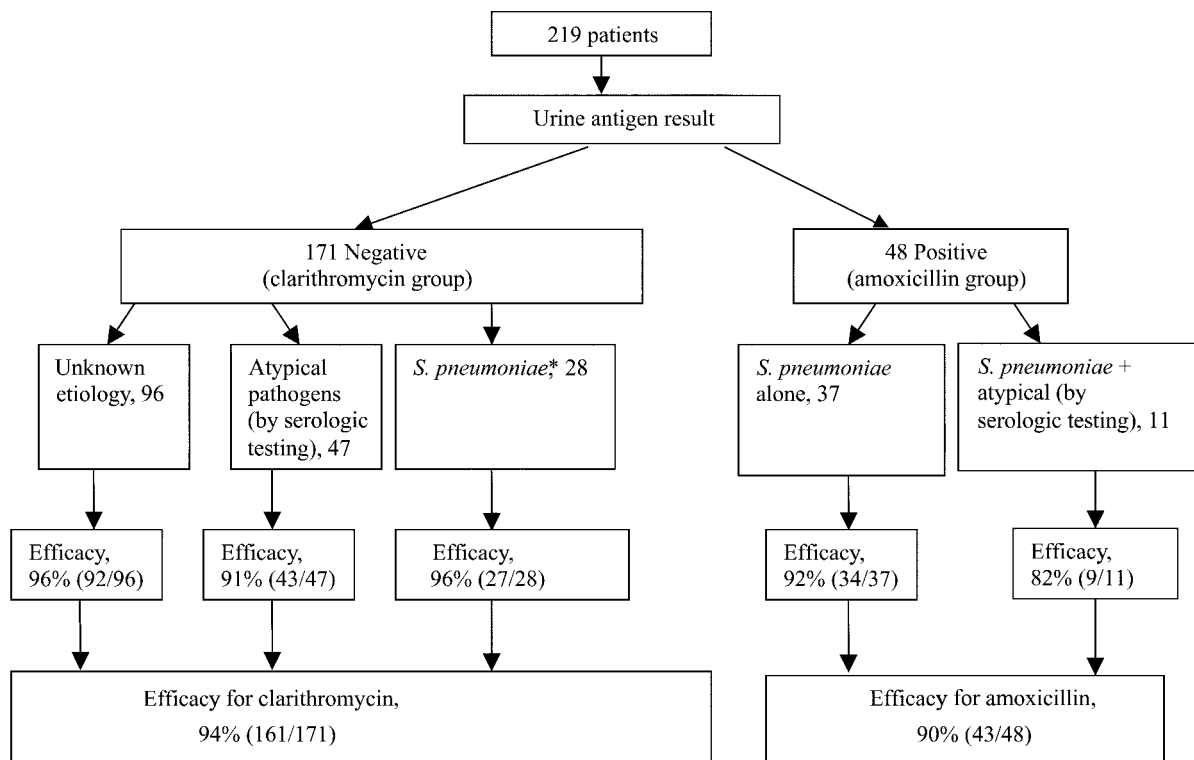 219 patients
Urine antigen result
171 Negative
(clarithromycin group)
48 Positive
(amoxicillin group)
Unknown
etiology, 96
Atypical
pathogens
(by serologic
testing), 47
S. pneumoniae,* 28
S. pneumoniae
alone, 37
S. pneumoniae +
atypical (by
serologic testing), 11
Efficacy,
96% (92/96)
Efficacy,
91% (43/47)
Efficacy,
96% (27/28)
Efficacy,
92% (34/37)
Efficacy,
82% (9/11)
Efficacy for clarithromycin,
94% (161/171)
Efficacy for amoxicillin,
90% (43/48)